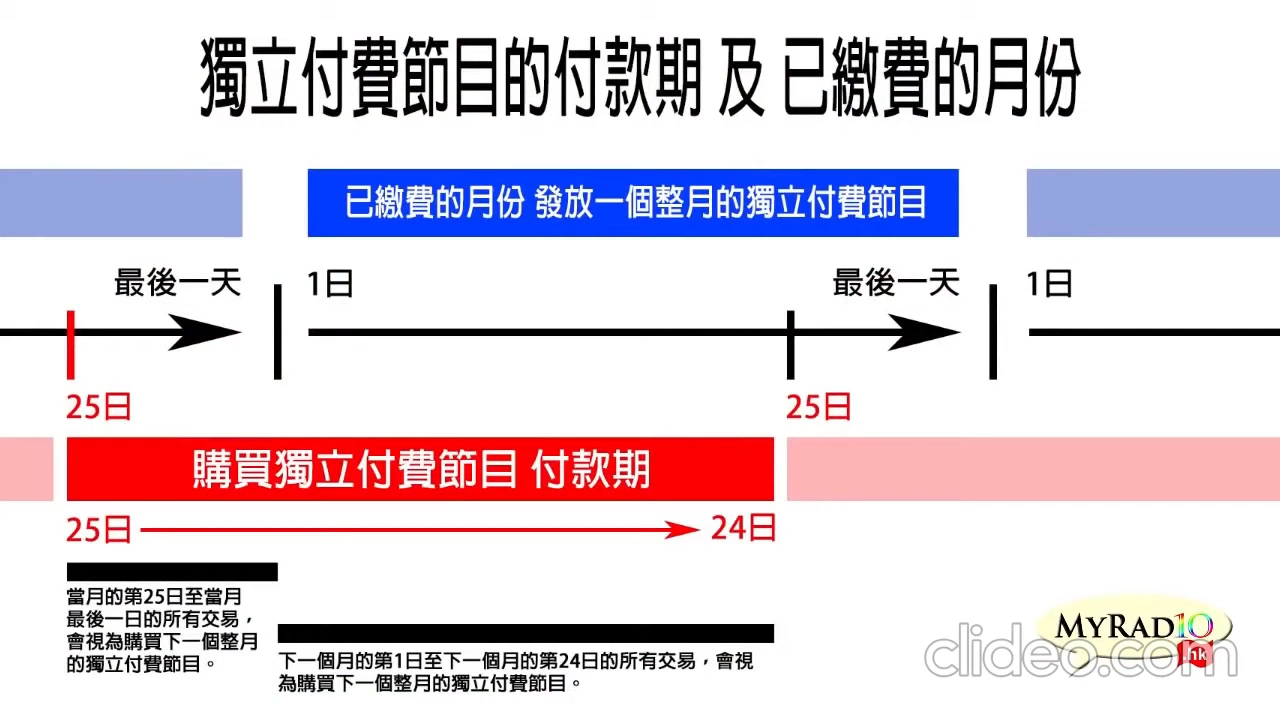 獨立付費節目的付款期 及 已繳費的月份
已繳費的月份 發放一個整月的獨立付費節目
最後一天
1日
最後一天
1日
25日
25日
購買獨立付費節目 付款期
25日
24日
當月的第25日至當月
最後一日的所有交易，
會視為購買下一個整月
的獨立付費節目。
下一個月的第1日至下一個月的第24日的所有交易，會視
為購買下一個整月的獨立付費節目。
MYRAD10
.hk
clideo.com